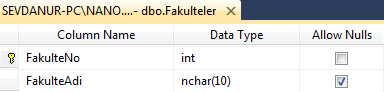 SEVDANUR-PC\NANO....- dbo.Fakulteler ×
Column Name Data Type Allow Nulls
FakulteNo int
FakulteAdi nchar(10)